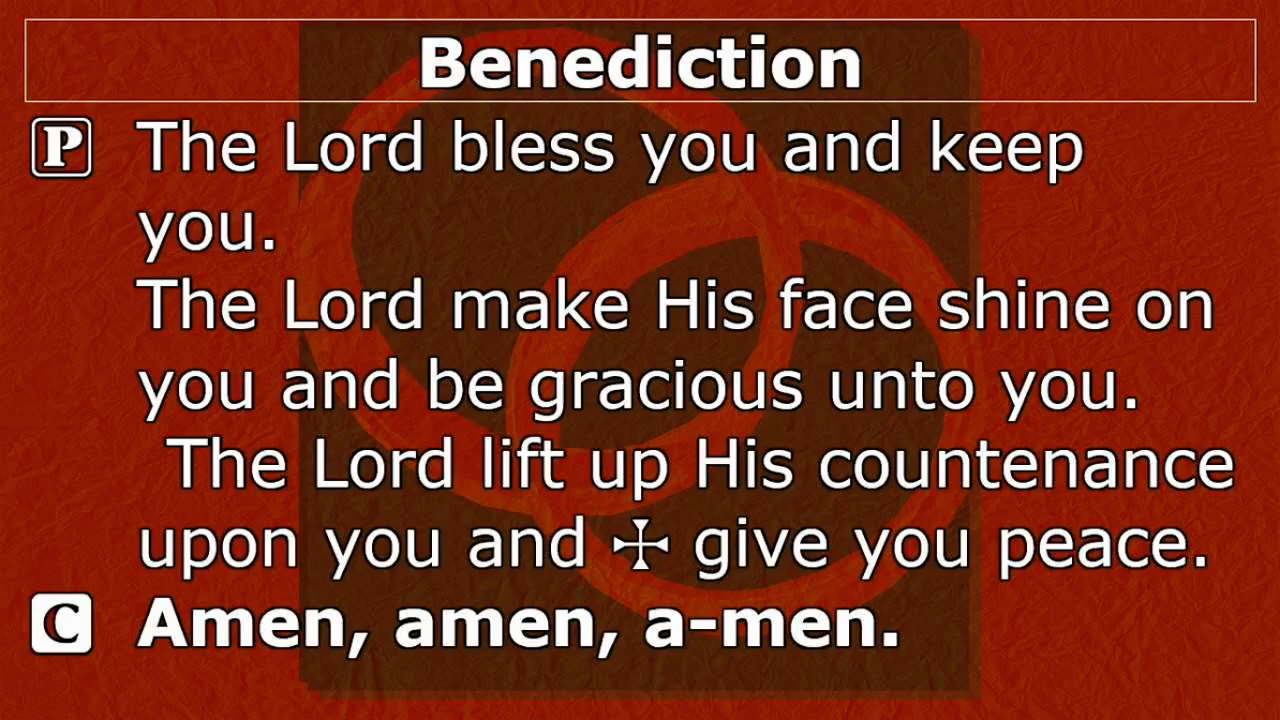 Benediction
P The Lord bless you and keep
you.
The Lord make His face shine on
you and be gracious unto you.
The Lord lift up His countenance
upon you and ☩ give you peace.
C Amen, amen, a-men.